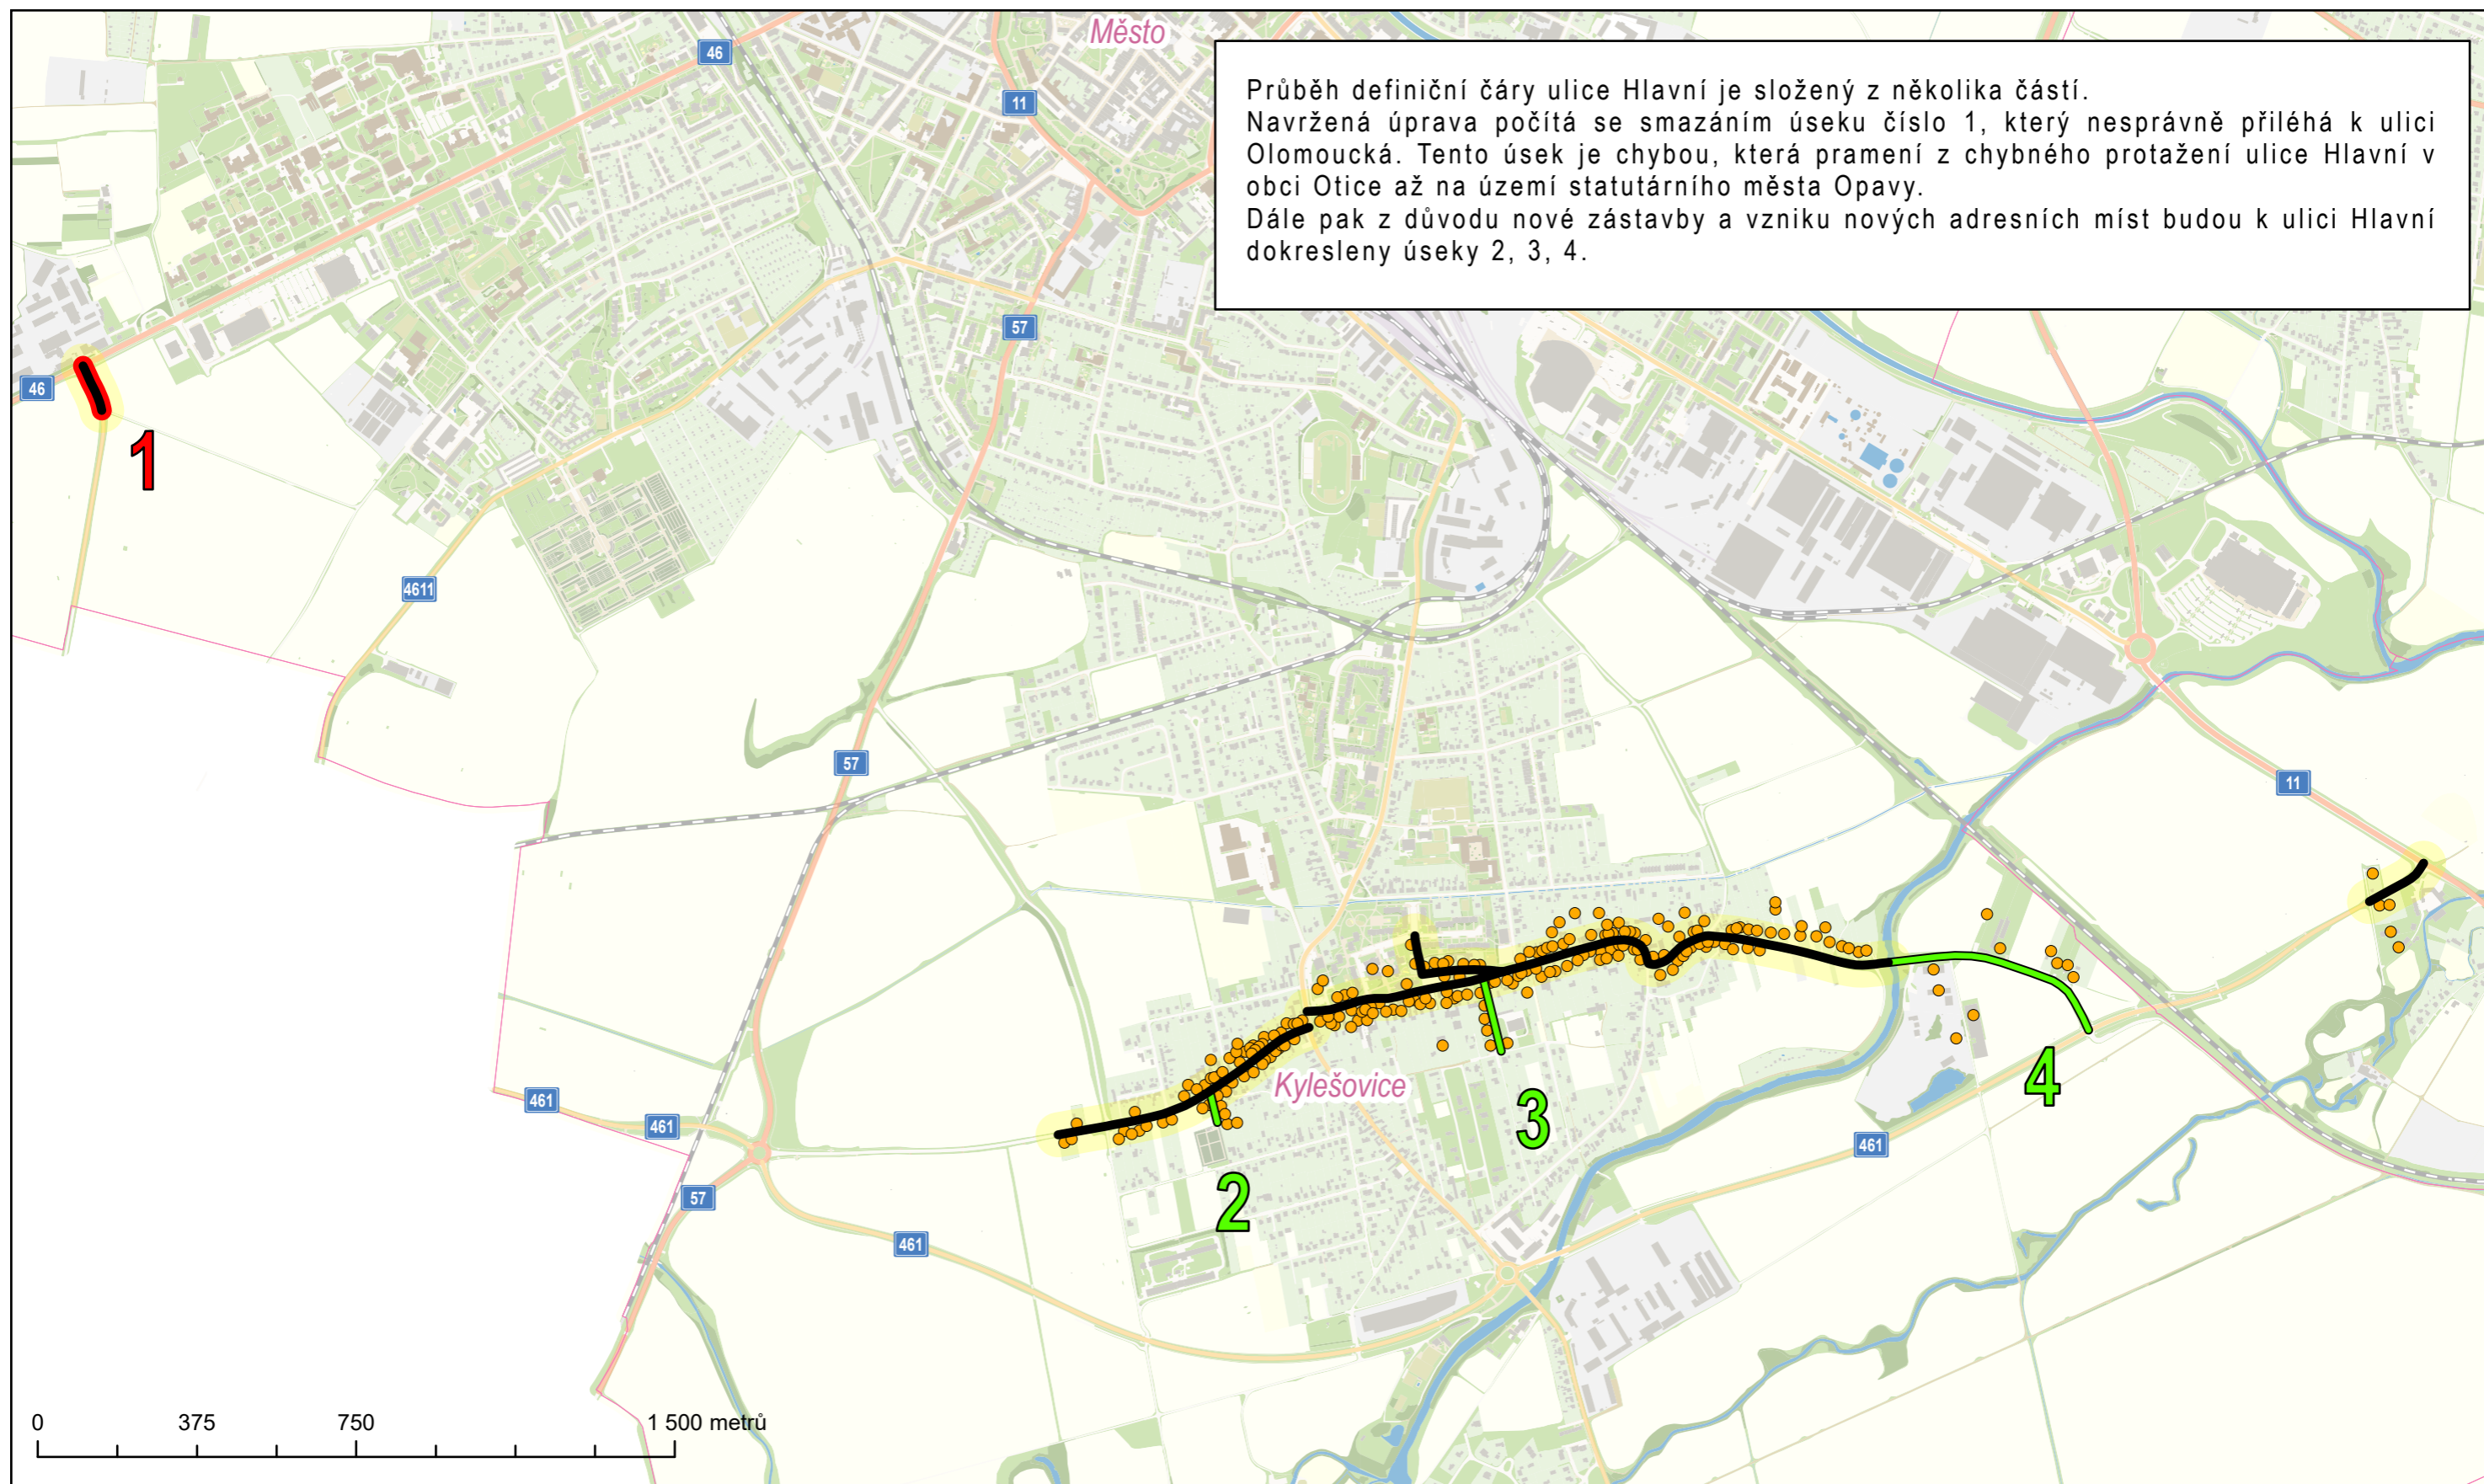 Město
46
11
Průběh definiční čáry ulice Hlavní je složený z několika částí.
Navržená úprava počítá se smazáním úseku číslo 1, který nesprávně přiléhá k ulici
Olomoucká. Tento úsek je chybou, která pramení z chybného protažení ulice Hlavní v
obci Otice až na území statutárního města Opavy.
Dále pak z důvodu nové zástavby a vzniku nových adresních míst budou k ulici Hlavní
dokresleny úseky 2, 3, 4.
57
46
1
4611
57
11
Kylešovice
461
461
461
57
461
2
3
4
0 375 750 1 500 metrů